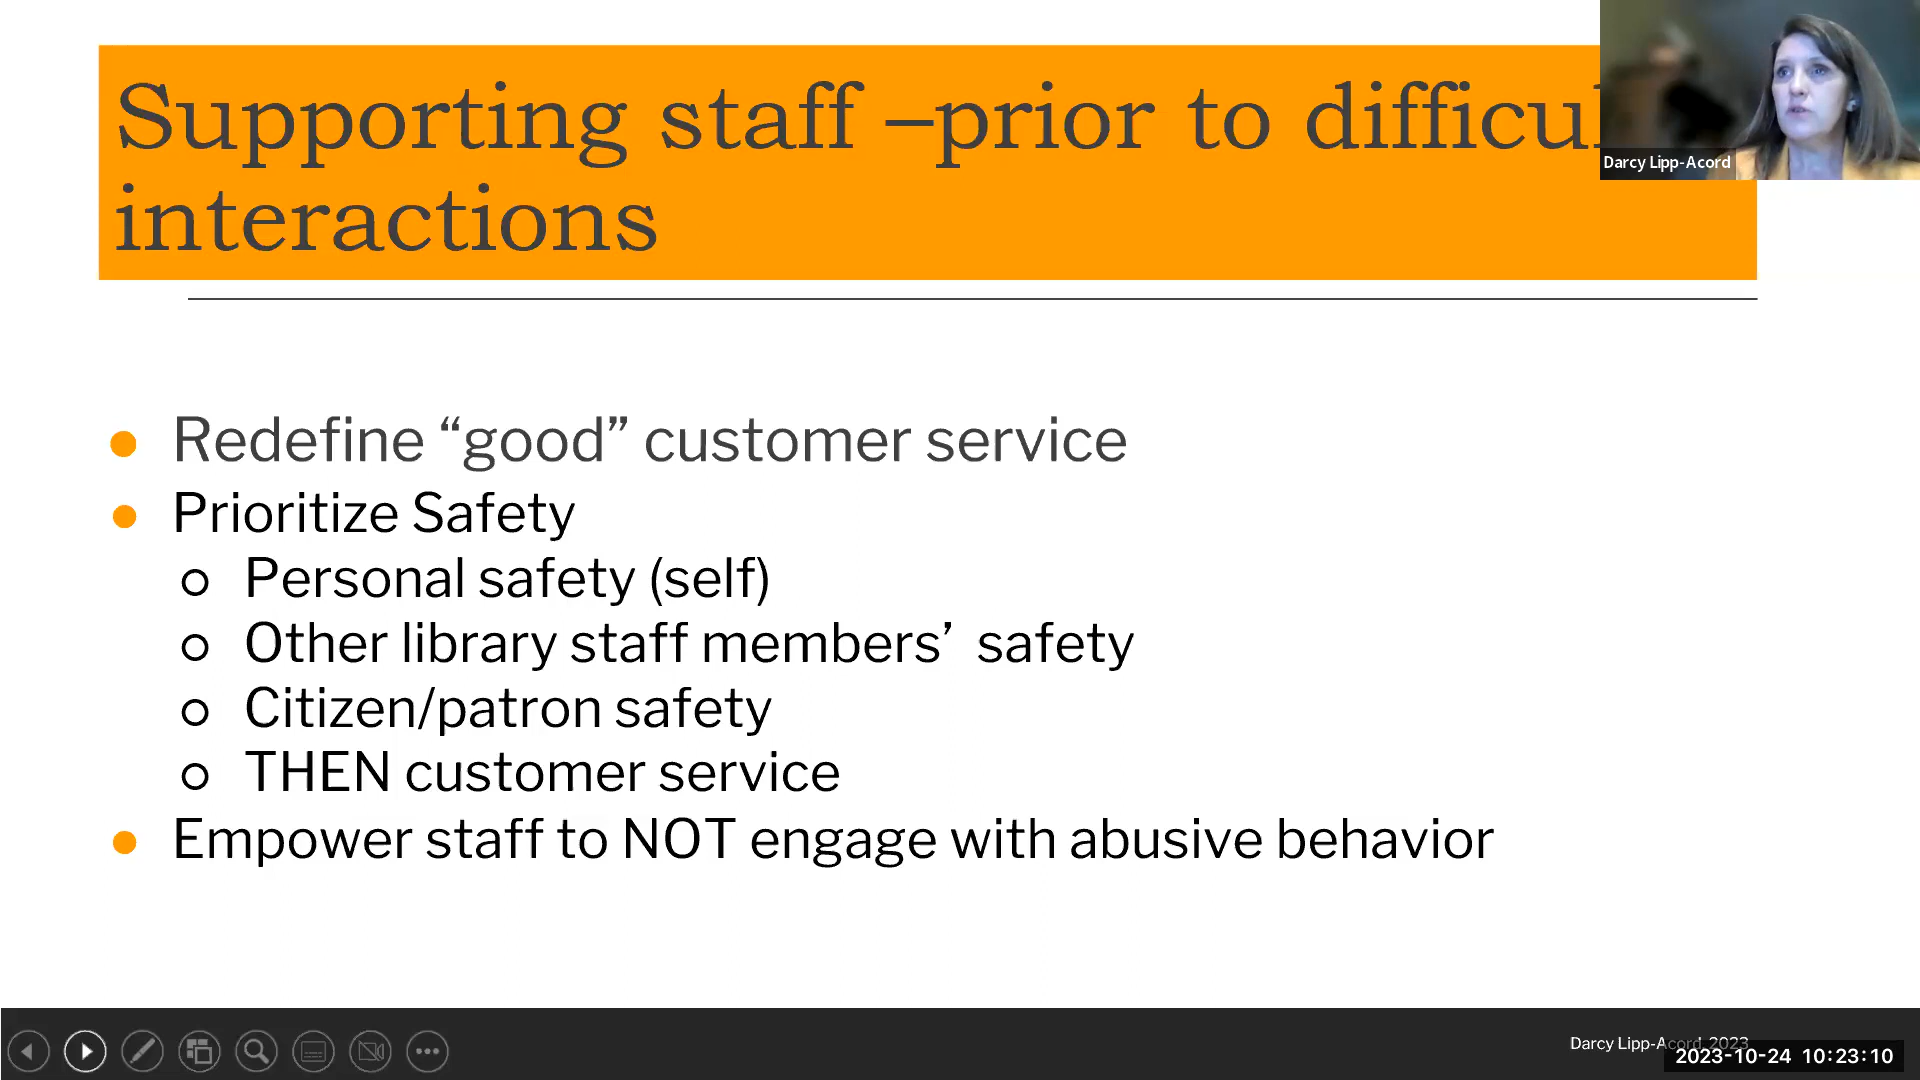 Supporting staff –prior to difficul
interactions
Darcy Lipp-Acord
Redefine “good” customer service
Prioritize Safety
Personal safety (self)
Other library staff members’ safety
Citizen/patron safety
THEN customer service
Empower staff to NOT engage with abusive behavior
Darcy Lipp-Acord, 2023
2023-10-24 10:23:10